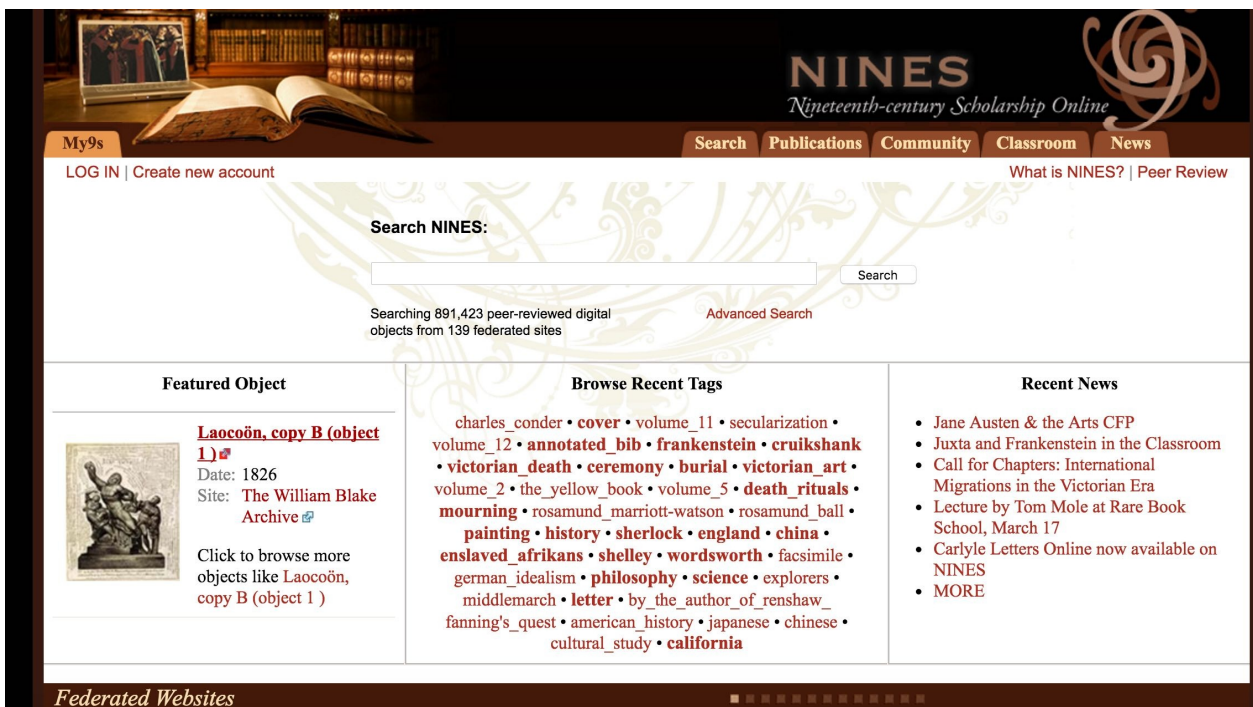 NINES
Nineteenth-century Scholarship Online
My9s
Search
Publications
Community
Classroom
News
LOG IN | Create new account
What is NINES? | Peer Review
Search NINES:
Search
Searching 891,423 peer-reviewed digital
objects from 139 federated sites
Advanced Search
Featured Object
Laocoön, copy B (object
1 )
Date: 1826
Site: The William Blake
Archive
Click to browse more
objects like Laocoön,
copy B (object 1 )
Browse Recent Tags
charles_conder • cover • volume_11 • secularization •
volume_12 • annotated_bib • frankenstein • cruikshank
• victorian_death • ceremony • burial • victorian_art •
volume_2 • the_yellow_book • volume_5 • death_rituals •
mourning • rosamund_marriott-watson • rosamund_ball •
painting • history • sherlock • england • china •
enslaved_afrikans • shelley • wordsworth • facsimile •
german_idealism • philosophy • science • explorers •
middlemarch • letter • by_the_author_of_renshaw_
fanning's_quest • american_history • japanese • chinese •
cultural_study • california
Recent News
• Jane Austen & the Arts CFP
• Juxta and Frankenstein in the Classroom
• Call for Chapters: International
Migrations in the Victorian Era
• Lecture by Tom Mole at Rare Book
School, March 17
• Carlyle Letters Online now available on
NINES
• MORE
Federated Websites